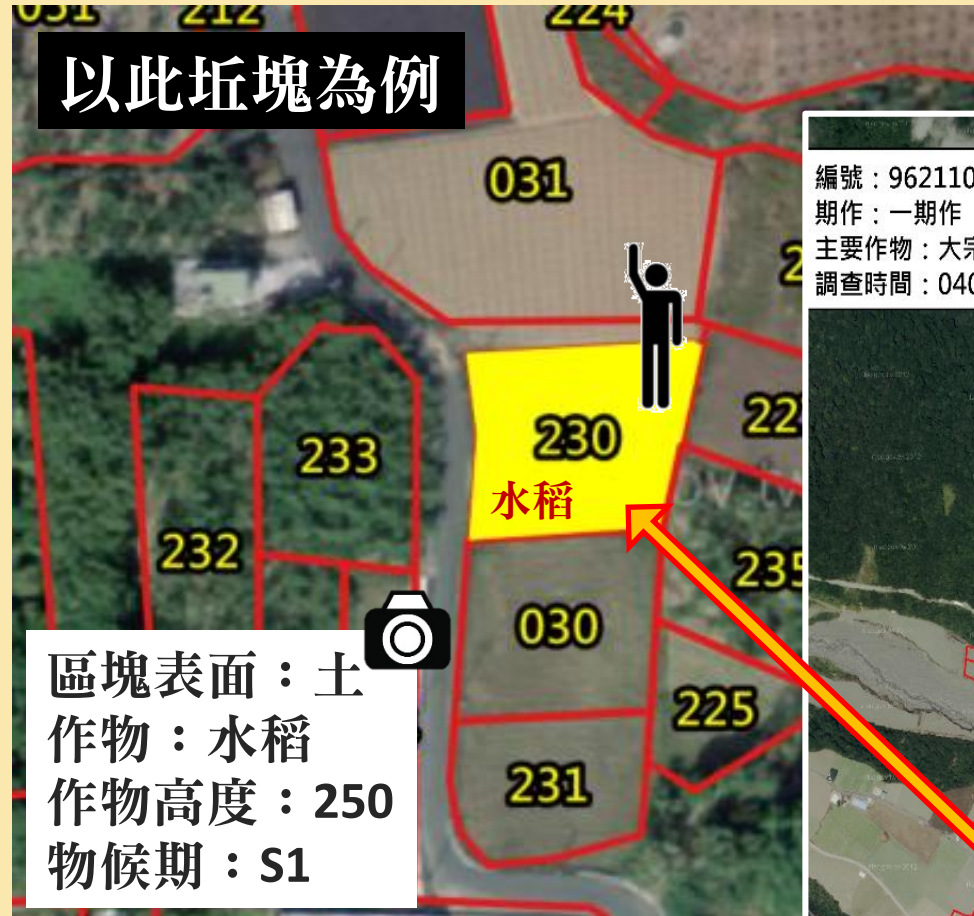 031
212
224
以此坵塊為例
031
編號：962110
期作：一期作
主要作物：大宗
調查時間：040
230
水稻
233
232
030
225
231
235
區塊表面：土
作物：水稻
作物高度：250
物候期：S1